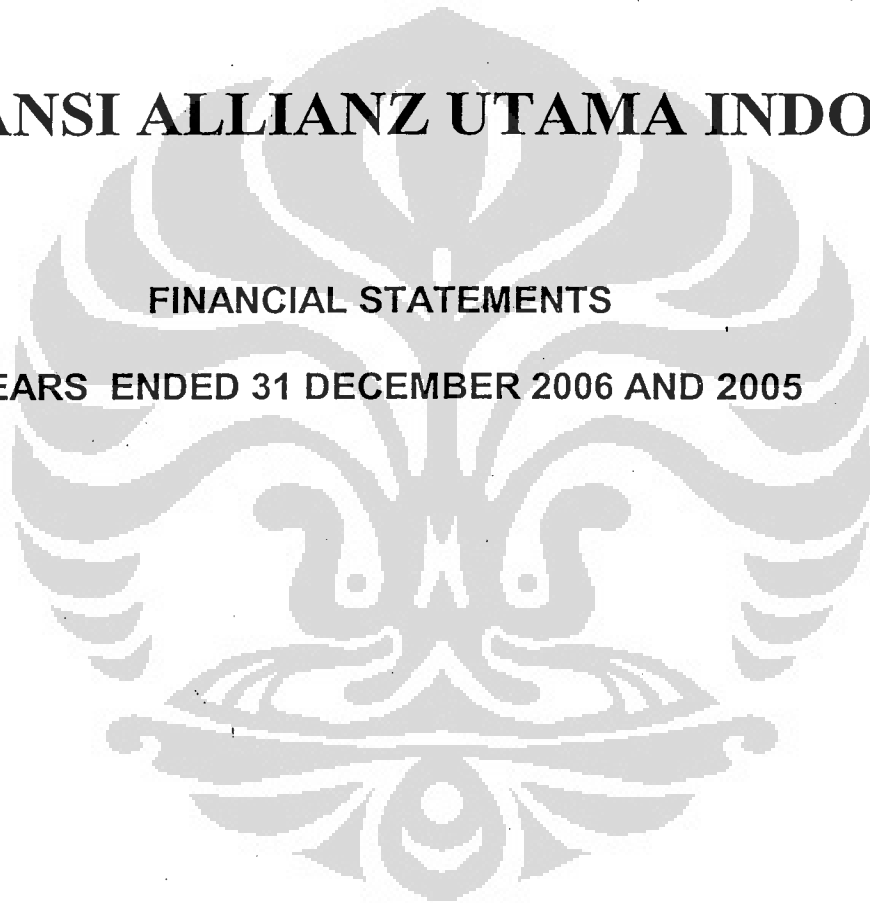 ANSI ALLIANZ UTAMA INDO
FINANCIAL STATEMENTS
EARS ENDED 31 DECEMBER 2006 AND 2005